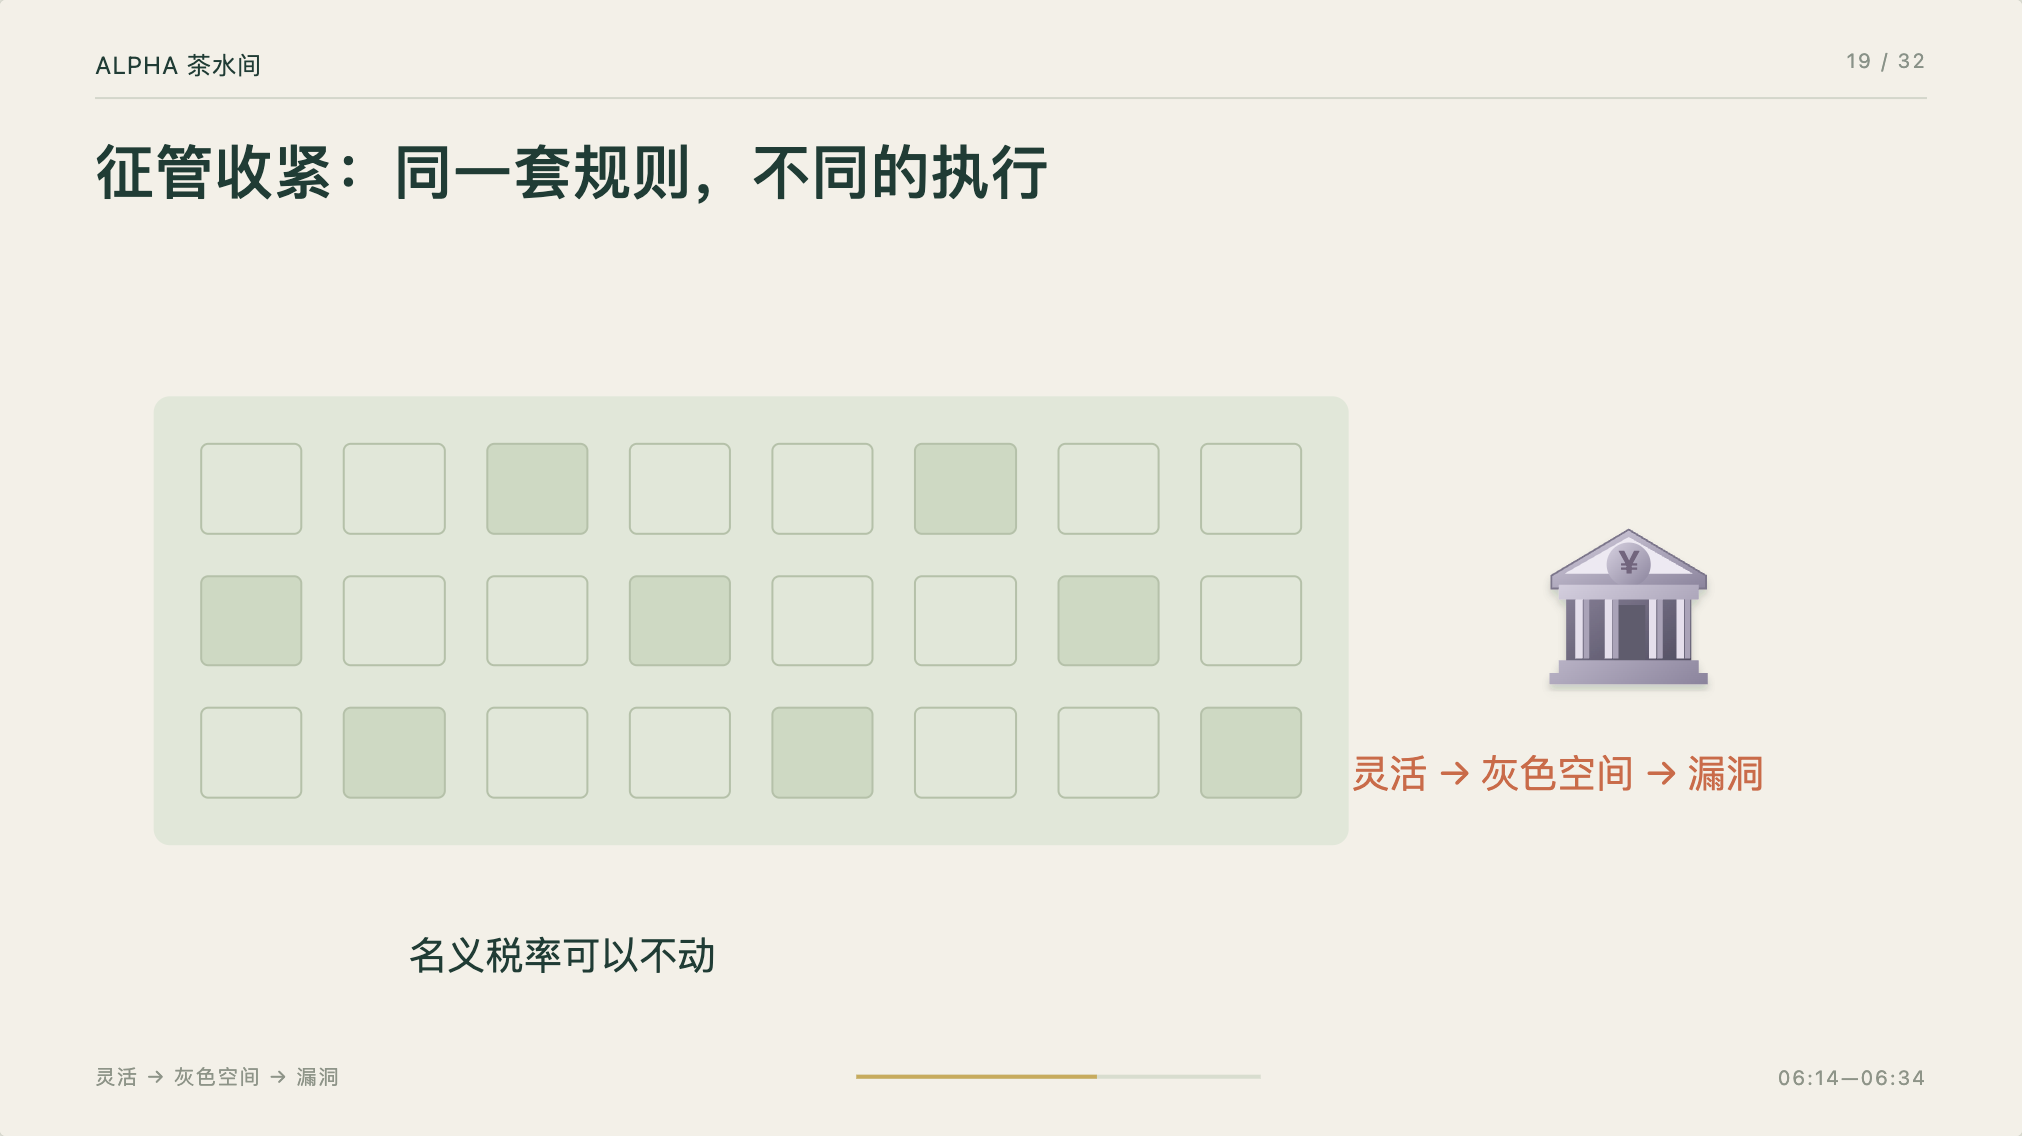 ALPHA 茶水间
19 / 32
征管收紧：同一套规则，不同的执行
¥
灵活 → 灰色空间 → 漏洞
名义税率可以不动
灵活 → 灰色空间 → 漏洞
06:14—06:34